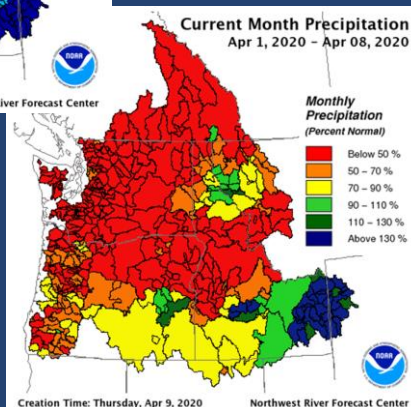 NOAA
River Forecast Center
Current Month Precipitation
Apr 1, 2020 - Apr 08, 2020
Monthly
Precipitation
(Percent Normal)
Below 50 %
50 - 70 %
70 - 90 %
90 - 110 %
110 - 130 %
Above 130 %
NOAA
Creation Time: Thursday, Apr 9, 2020
Northwest River Forecast Center